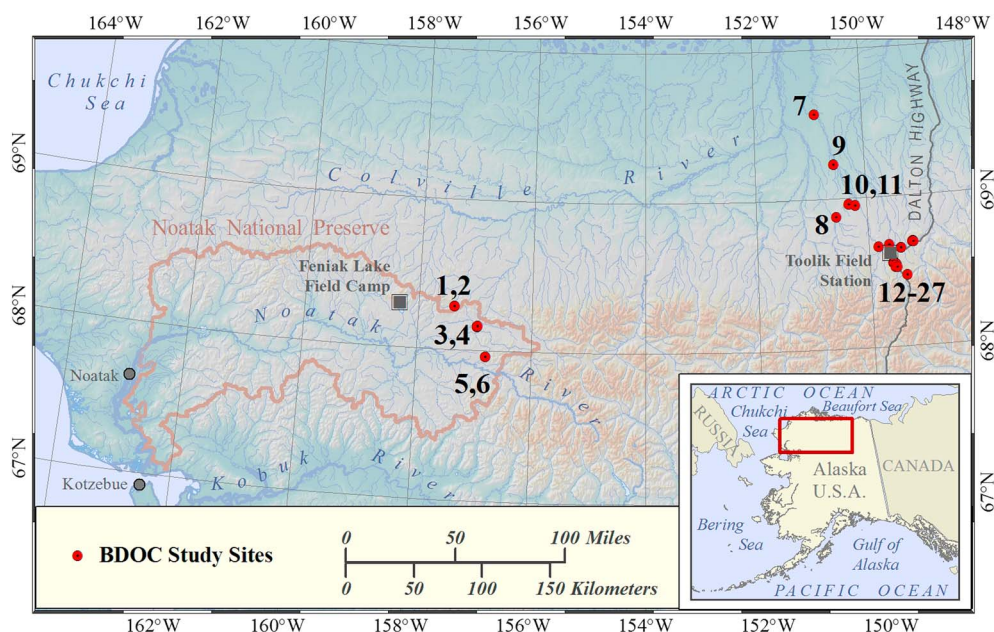 164°W 162°W 160°W 158°W 156°W 154°W 152°W 150°W 148°W
Chukchi
Sea
DALTON HIGHWAY
7
69°N
69°N
9
Colville River
10,11
8
Noatak National Preserve
Feniak Lake
Field Camp
Toolik Field
Station
1,2
12-27
68°N
68°N
Noatak River
3,4
5,6
Noatak
67°N
67°N
Kotzebue
Kobuk River
BDOC Study Sites
0 50 100 Miles
0 50 100 150 Kilometers
ARCTIC OCEAN
Chukchi
Sea
Beaufort Sea
RUSSIA
Alaska
U.S.A.
CANADA
Bering
Sea
Gulf of
Alaska
PACIFIC OCEAN
162°W 160°W 158°W 156°W 154°W 152°W 150°W